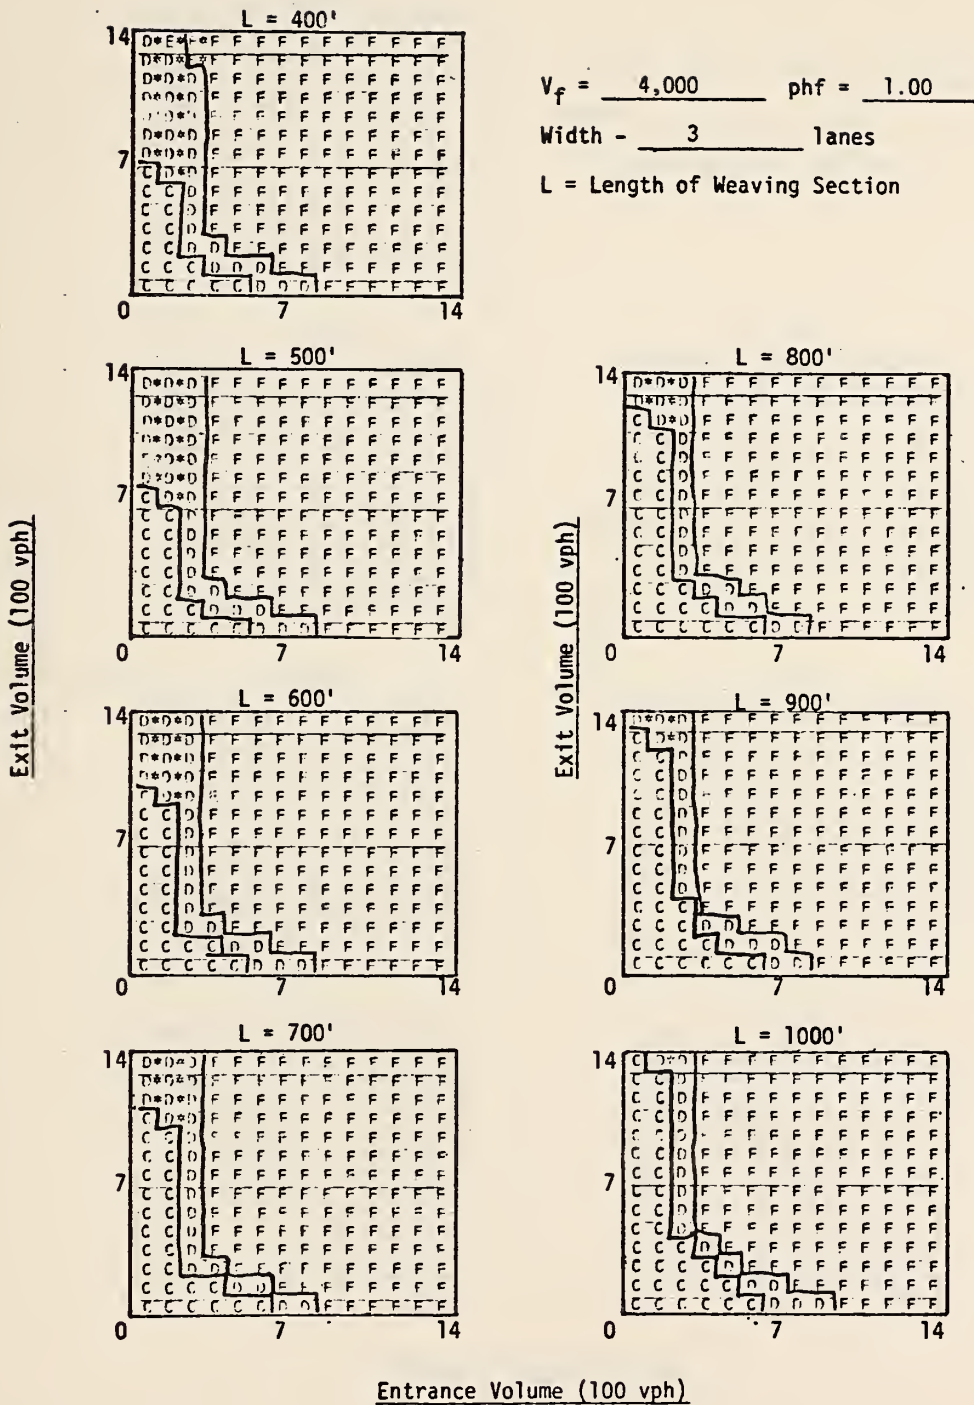 L = 400'
14
D*E*F*F F F F F F F F F F F
D*D*F*F F F F F F F F F F F
D*D*D F F F F F F F F F F F
D*D*D F F F F F F F F F F F
D*D F F F F F F F F F F F
D*D*D F F F F F F F F F F F
7
D*D*D F F F F F F F F F F F
C D*D F F F F F F F F F F F
C C D F F F F F F F F F F F
C C D F F F F F F F F F F F
C C D F F F F F F F F F F F
C C D D F F F F F F F F F F
C C C D D D F F F F F F F F
C C C C C D D D F F F F F F
0 7 14
V_f = 4,000 phf = 1.00
Width - 3 lanes
L = Length of Weaving Section
L = 500'
14
D*D*D F F F F F F F F F F F
D*D*D F F F F F F F F F F F
D*D*D F F F F F F F F F F F
D*D*D F F F F F F F F F F F
D*D F F F F F F F F F F F
D*D*D F F F F F F F F F F F
7
C D*D F F F F F F F F F F F
C C D F F F F F F F F F F F
C C D F F F F F F F F F F F
C C D F F F F F F F F F F F
C C D F F F F F F F F F F F
C C D D F F F F F F F F F F
C C C D D D F F F F F F F F
C C C C C D D D F F F F F F
0 7 14
L = 600'
14
D*D*D F F F F F F F F F F F
D*D*D F F F F F F F F F F F
D*D*D F F F F F F F F F F F
D*D*D F F F F F F F F F F F
C D*D F F F F F F F F F F F
C C D F F F F F F F F F F F
7
C C D F F F F F F F F F F F
C C D F F F F F F F F F F F
C C D F F F F F F F F F F F
C C D F F F F F F F F F F F
C C D F F F F F F F F F F F
C C D D F F F F F F F F F F
C C C C D D F F F F F F F F
C C C C C D D D F F F F F F
0 7 14
L = 700'
14
D*D*D F F F F F F F F F F F
D*D*D F F F F F F F F F F F
D*D*D F F F F F F F F F F F
C D*D F F F F F F F F F F F
C C D F F F F F F F F F F F
C C D F F F F F F F F F F F
7
C C D F F F F F F F F F F F
C C D F F F F F F F F F F F
C C D F F F F F F F F F F F
C C D F F F F F F F F F F F
C C D F F F F F F F F F F F
C C D D F F F F F F F F F F
C C C C D D F F F F F F F F
C C C C C C D D F F F F F F
0 7 14
Exit Volume (100 vph)
L = 800'
14
D*D*D F F F F F F F F F F F
D*D*D F F F F F F F F F F F
C D*D F F F F F F F F F F F
C C D F F F F F F F F F F F
C C D F F F F F F F F F F F
C C D F F F F F F F F F F F
7
C C D F F F F F F F F F F F
C C D F F F F F F F F F F F
C C D F F F F F F F F F F F
C C D F F F F F F F F F F F
C C D F F F F F F F F F F F
C C C D D F F F F F F F F F
C C C C D D F F F F F F F F
C C C C C C D D F F F F F F
0 7 14
L = 900'
14
D*D*D F F F F F F F F F F F
C D*D F F F F F F F F F F F
C C D F F F F F F F F F F F
C C D F F F F F F F F F F F
C C D F F F F F F F F F F F
C C D F F F F F F F F F F F
7
C C D F F F F F F F F F F F
C C D F F F F F F F F F F F
C C D F F F F F F F F F F F
C C D F F F F F F F F F F F
C C C F F F F F F F F F F F
C C C D D F F F F F F F F F
C C C C D D D F F F F F F F
C C C C C C D D F F F F F F
0 7 14
L = 1000'
14
C D*D F F F F F F F F F F F
C C D F F F F F F F F F F F
C C D F F F F F F F F F F F
C C D F F F F F F F F F F F
C C D F F F F F F F F F F
C C D F F F F F F F F F F F
7
C C D F F F F F F F F F F F
C C D F F F F F F F F F F F
C C D F F F F F F F F F F F
C C D F F F F F F F F F F F
C C C D F F F F F F F F F F
C C C C D F F F F F F F F F
C C C C C D D F F F F F F F
C C C C C C D D D F F F F F
0 7 14
Exit Volume (100 vph)
Entrance Volume (100 vph)